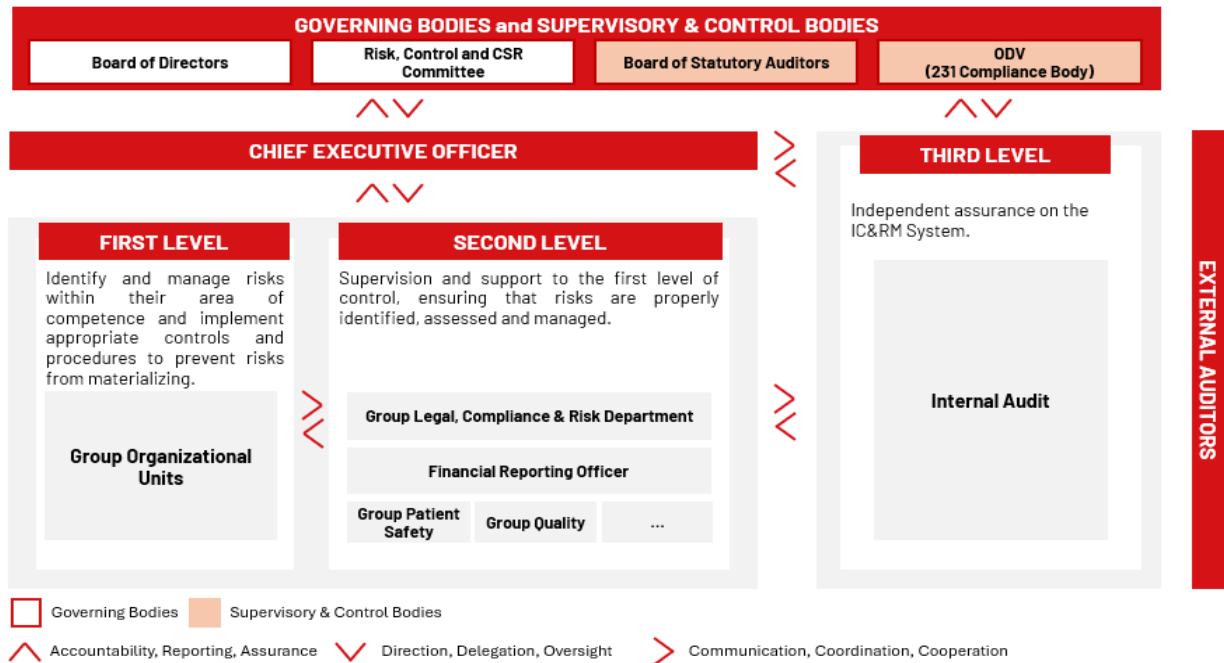 GOVERNING BODIES and SUPERVISORY & CONTROL BODIES
Board of Directors
Risk, Control and CSR
Committee
Board of Statutory Auditors
ODV
(231 Compliance Body)
CHIEF EXECUTIVE OFFICER
FIRST LEVEL
Identify and manage risks
within their area of
competence and implement
appropriate controls and
procedures to prevent risks
from materializing.
Group Organizational
Units
SECOND LEVEL
Supervision and support to the first level of
control, ensuring that risks are properly
identified, assessed and managed.
Group Legal, Compliance & Risk Department
Financial Reporting Officer
Group Patient
Safety
Group Quality
...
THIRD LEVEL
Independent assurance on the
IC&RM System.
Internal Audit
EXTERNAL AUDITORS
Governing Bodies
Supervisory & Control Bodies
Accountability, Reporting, Assurance
Direction, Delegation, Oversight
Communication, Coordination, Cooperation